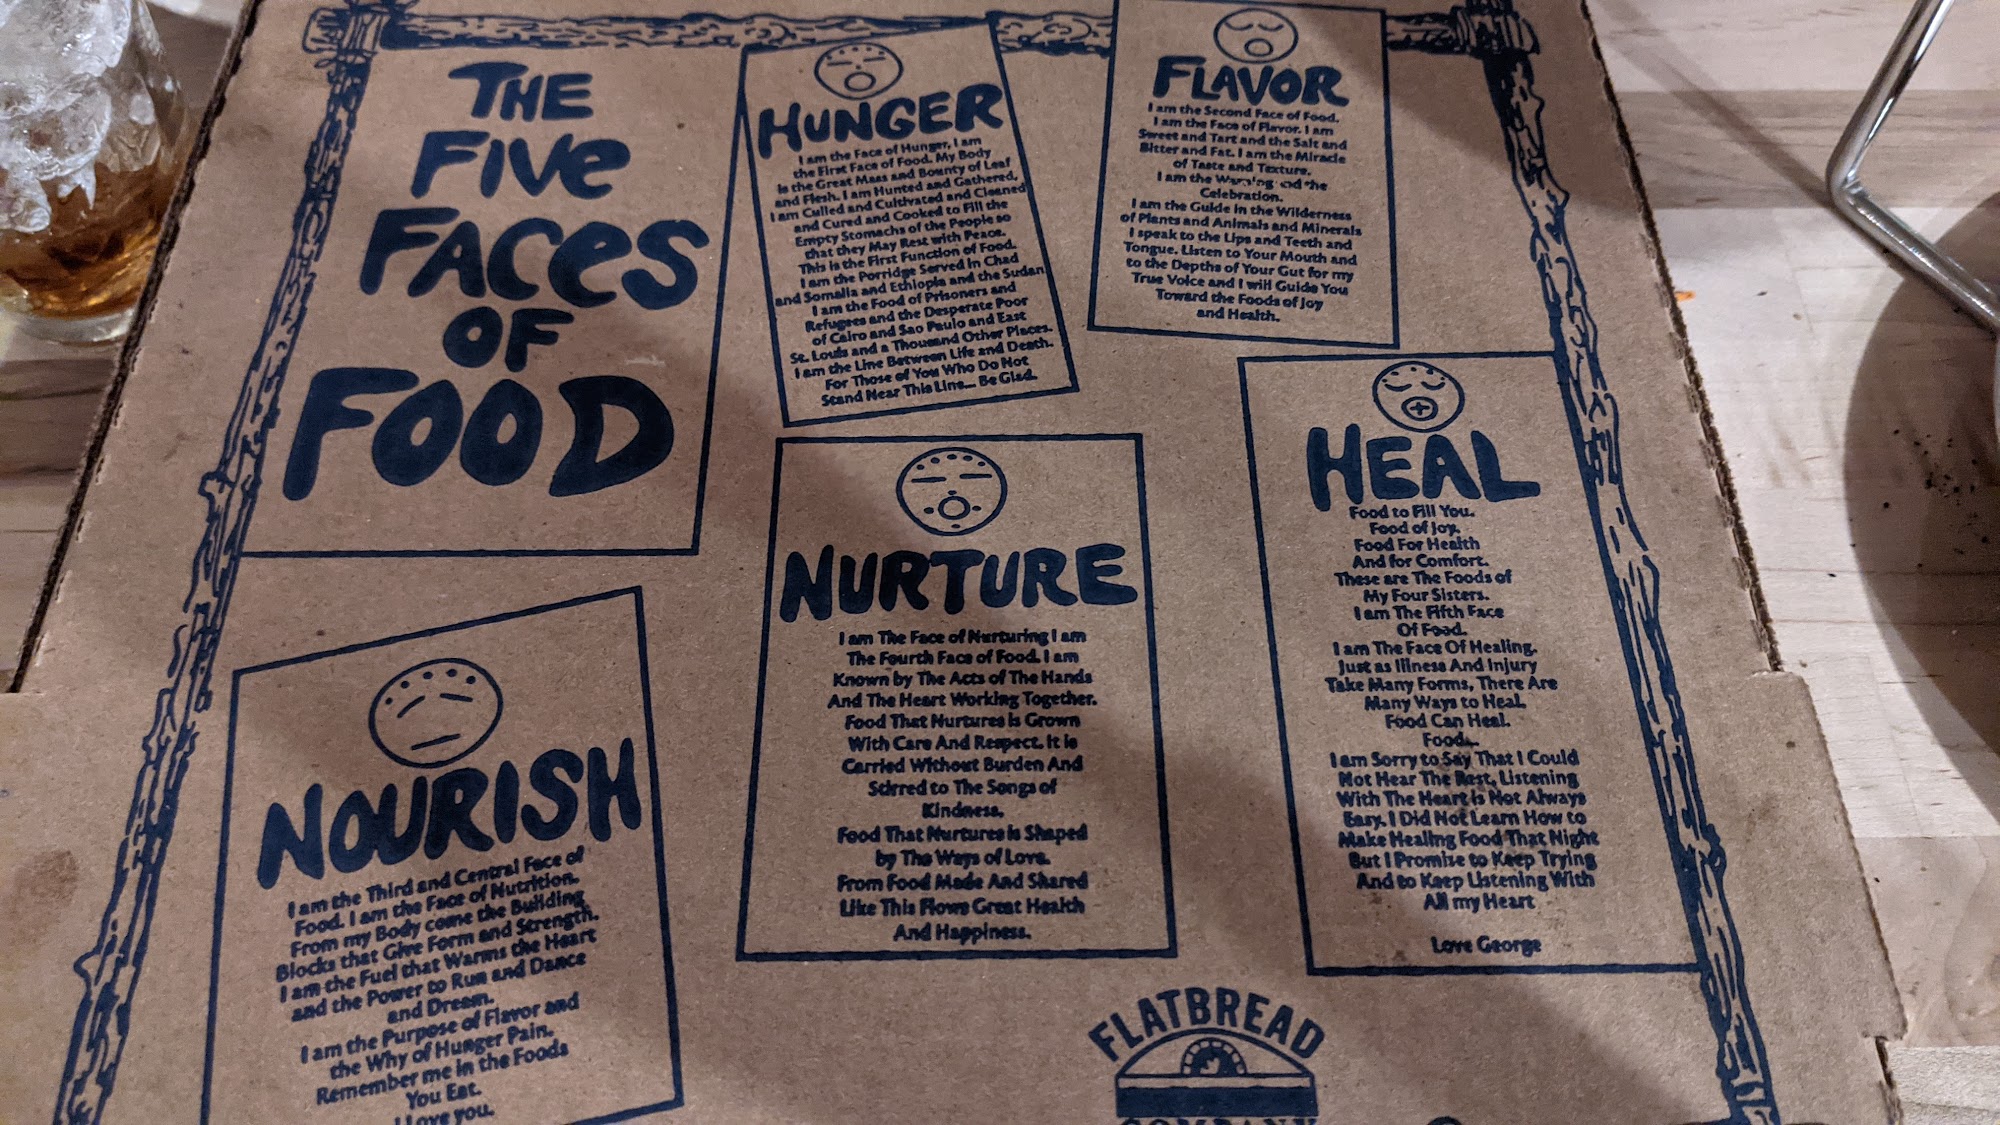 THE
FIVE
FACES
OF
FOOD
HUNGER
I am the Face of Hunger, I am
the First Face of Food. My Body
is the Great Mass and Bounty of Leaf
and Flesh. I am Hunted and Gathered,
I am Culled and Cultivated and Cleaned
and Cured and Cooked to Fill the
Empty Stomachs of the People so
that they May Rest with Peace.
This is the First Function of Food.
I am the Porridge Served in Chad
and Somalia and Ethiopia and the Sudan
I am the Food of Prisoners and
Refugees and the Desperate Poor
of Cairo and Sao Paulo and East
St. Louis and a Thousand Other Places.
I am the Line Between Life and Death.
For Those of You Who Do Not
Stand Near This Line... Be Glad.
FLAVOR
I am the Second Face of Food.
I am the Face of Flavor. I am
Sweet and Tart and the Salt and
Bitter and Fat. I am the Miracle
of Taste and Texture.
I am the Warning and the
Celebration.
I am the Guide in the Wilderness
of Plants and Animals and Minerals
I speak to the Lips and Teeth and
Tongue. Listen to Your Mouth and
to the Depths of Your Gut for my
True Voice and I will Guide You
Toward the Foods of Joy
and Health.
NOURISH
I am the Third and Central Face of
Food. I am the Face of Nutrition.
From my Body come the Building
Blocks that Give Form and Strength.
I am the Fuel that Warms the Heart
and the Power to Run and Dance
and Dream.
I am the Purpose of Flavor and
the Why of Hunger Pain.
Remember me in the Foods
You Eat.
I Love you.
NURTURE
I am The Face of Nurturing I am
The Fourth Face of Food. I am
Known by The Acts of The Hands
And The Heart Working Together.
Food That Nurtures is Grown
With Care And Respect. It is
Carried Without Burden And
Stirred to The Songs of
Kindness.
Food That Nurtures is Shaped
by The Ways of Love.
From Food Made And Shared
Like This Flows Great Health
And Happiness.
HEAL
Food to Fill You.
Food of Joy.
Food For Health
And for Comfort.
These are The Foods of
My Four Sisters.
I am The Fifth Face
Of Food.
I am The Face Of Healing.
Just as Illness And Injury
Take Many Forms, There Are
Many Ways to Heal.
Food Can Heal.
Food...
I am Sorry to Say That I Could
Not Hear The Rest, Listening
With The Heart is Not Always
Easy. I Did Not Learn How to
Make Healing Food That Night
But I Promise to Keep Trying
And to Keep Listening With
All my Heart
Love George
FLATBREAD
COMPANY